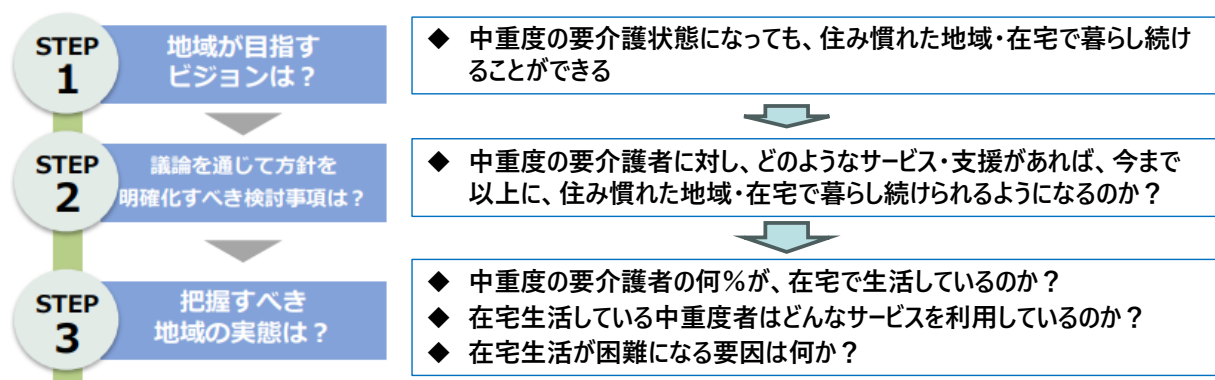 STEP
1
地域が目指す
ビジョンは？
◆ 中重度の要介護状態になっても、住み慣れた地域・在宅で暮らし続け
ることができる
STEP
2
議論を通じて方針を
明確化すべき検討事項は？
◆ 中重度の要介護者に対し、どのようなサービス・支援があれば、今まで
以上に、住み慣れた地域・在宅で暮らし続けられるようになるのか？
STEP
3
把握すべき
地域の実態は？
◆ 中重度の要介護者の何％が、在宅で生活しているのか？
◆ 在宅生活している中重度者はどんなサービスを利用しているのか？
◆ 在宅生活が困難になる要因は何か？